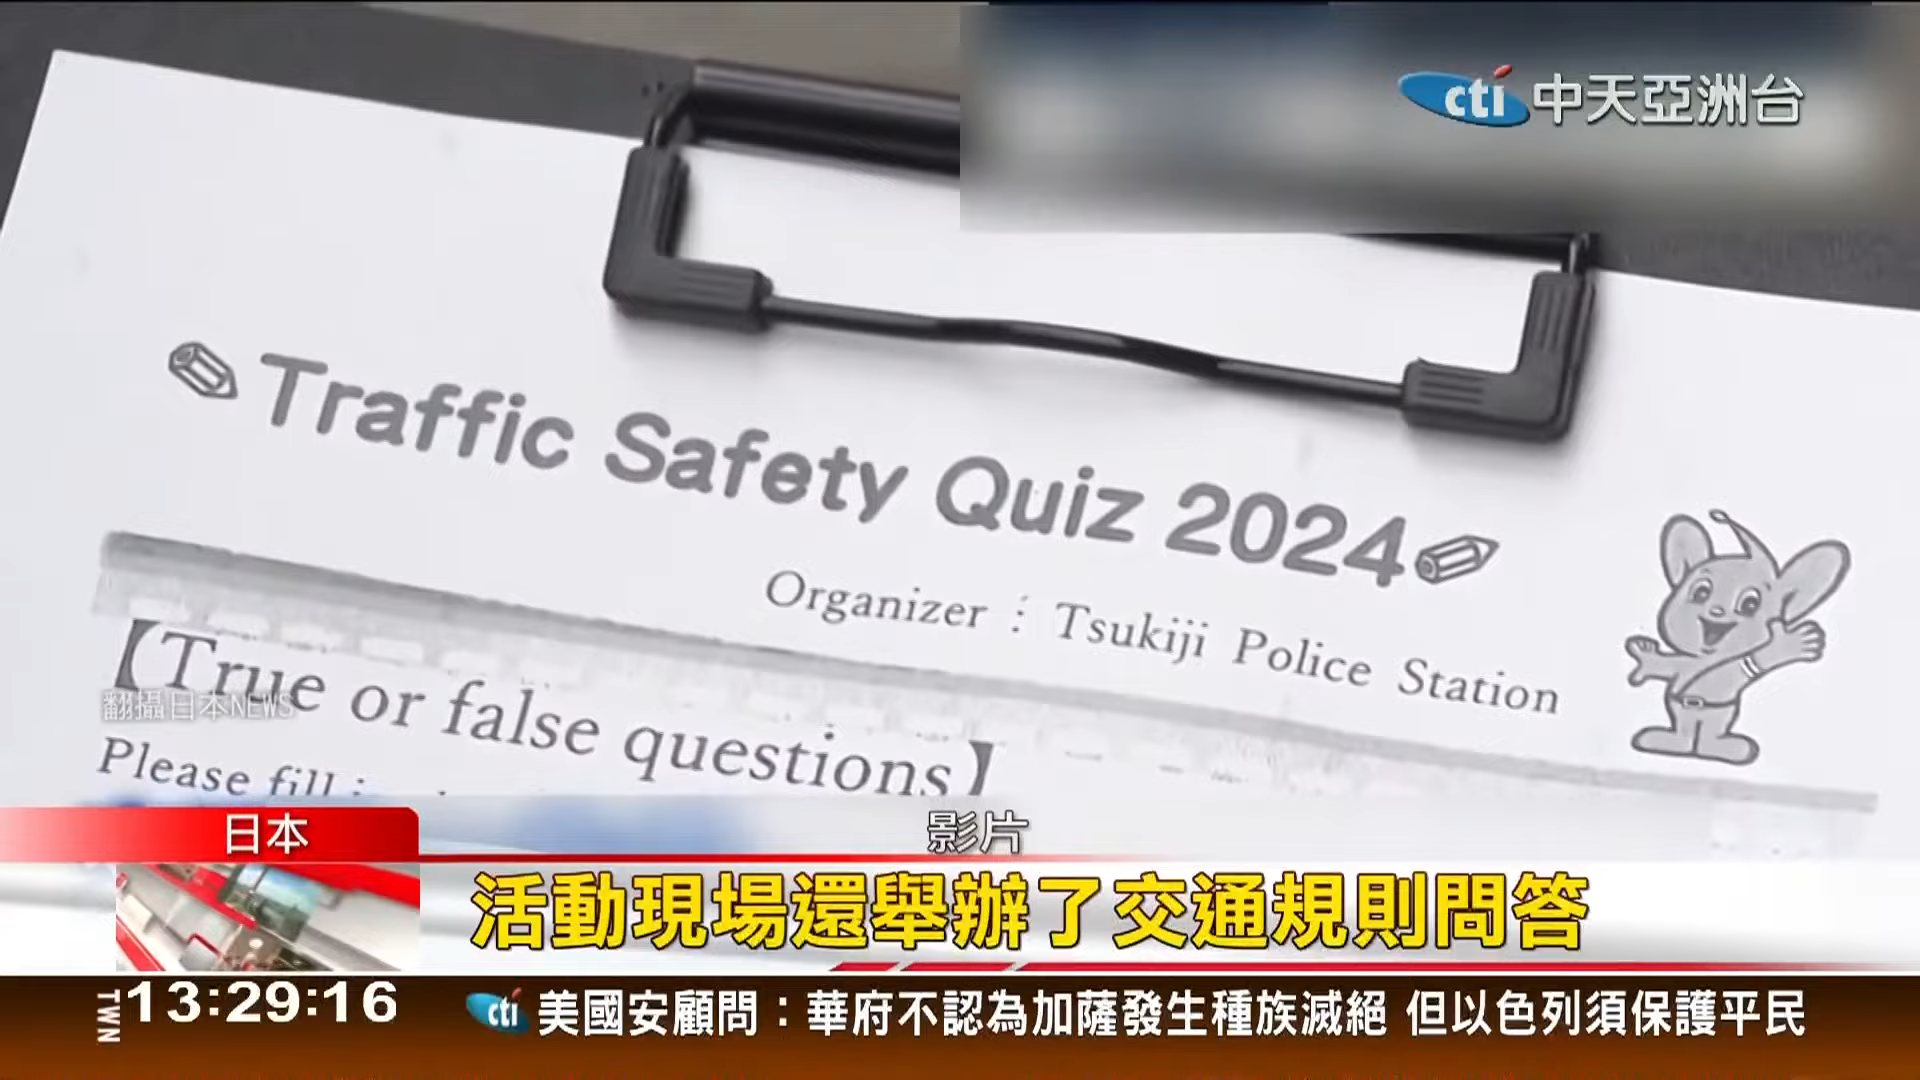 cti 中天亞洲台
Traffic Safety Quiz 2024
Organizer : Tsukiji Police Station
【True or false questions】
翻攝日本NEWS
Please fill i
日本
影片
活動現場還舉辦了交通規則問答
TWN 13:29:16
cti 美國安顧問：華府不認為加薩發生種族滅絕 但以色列須保護平民